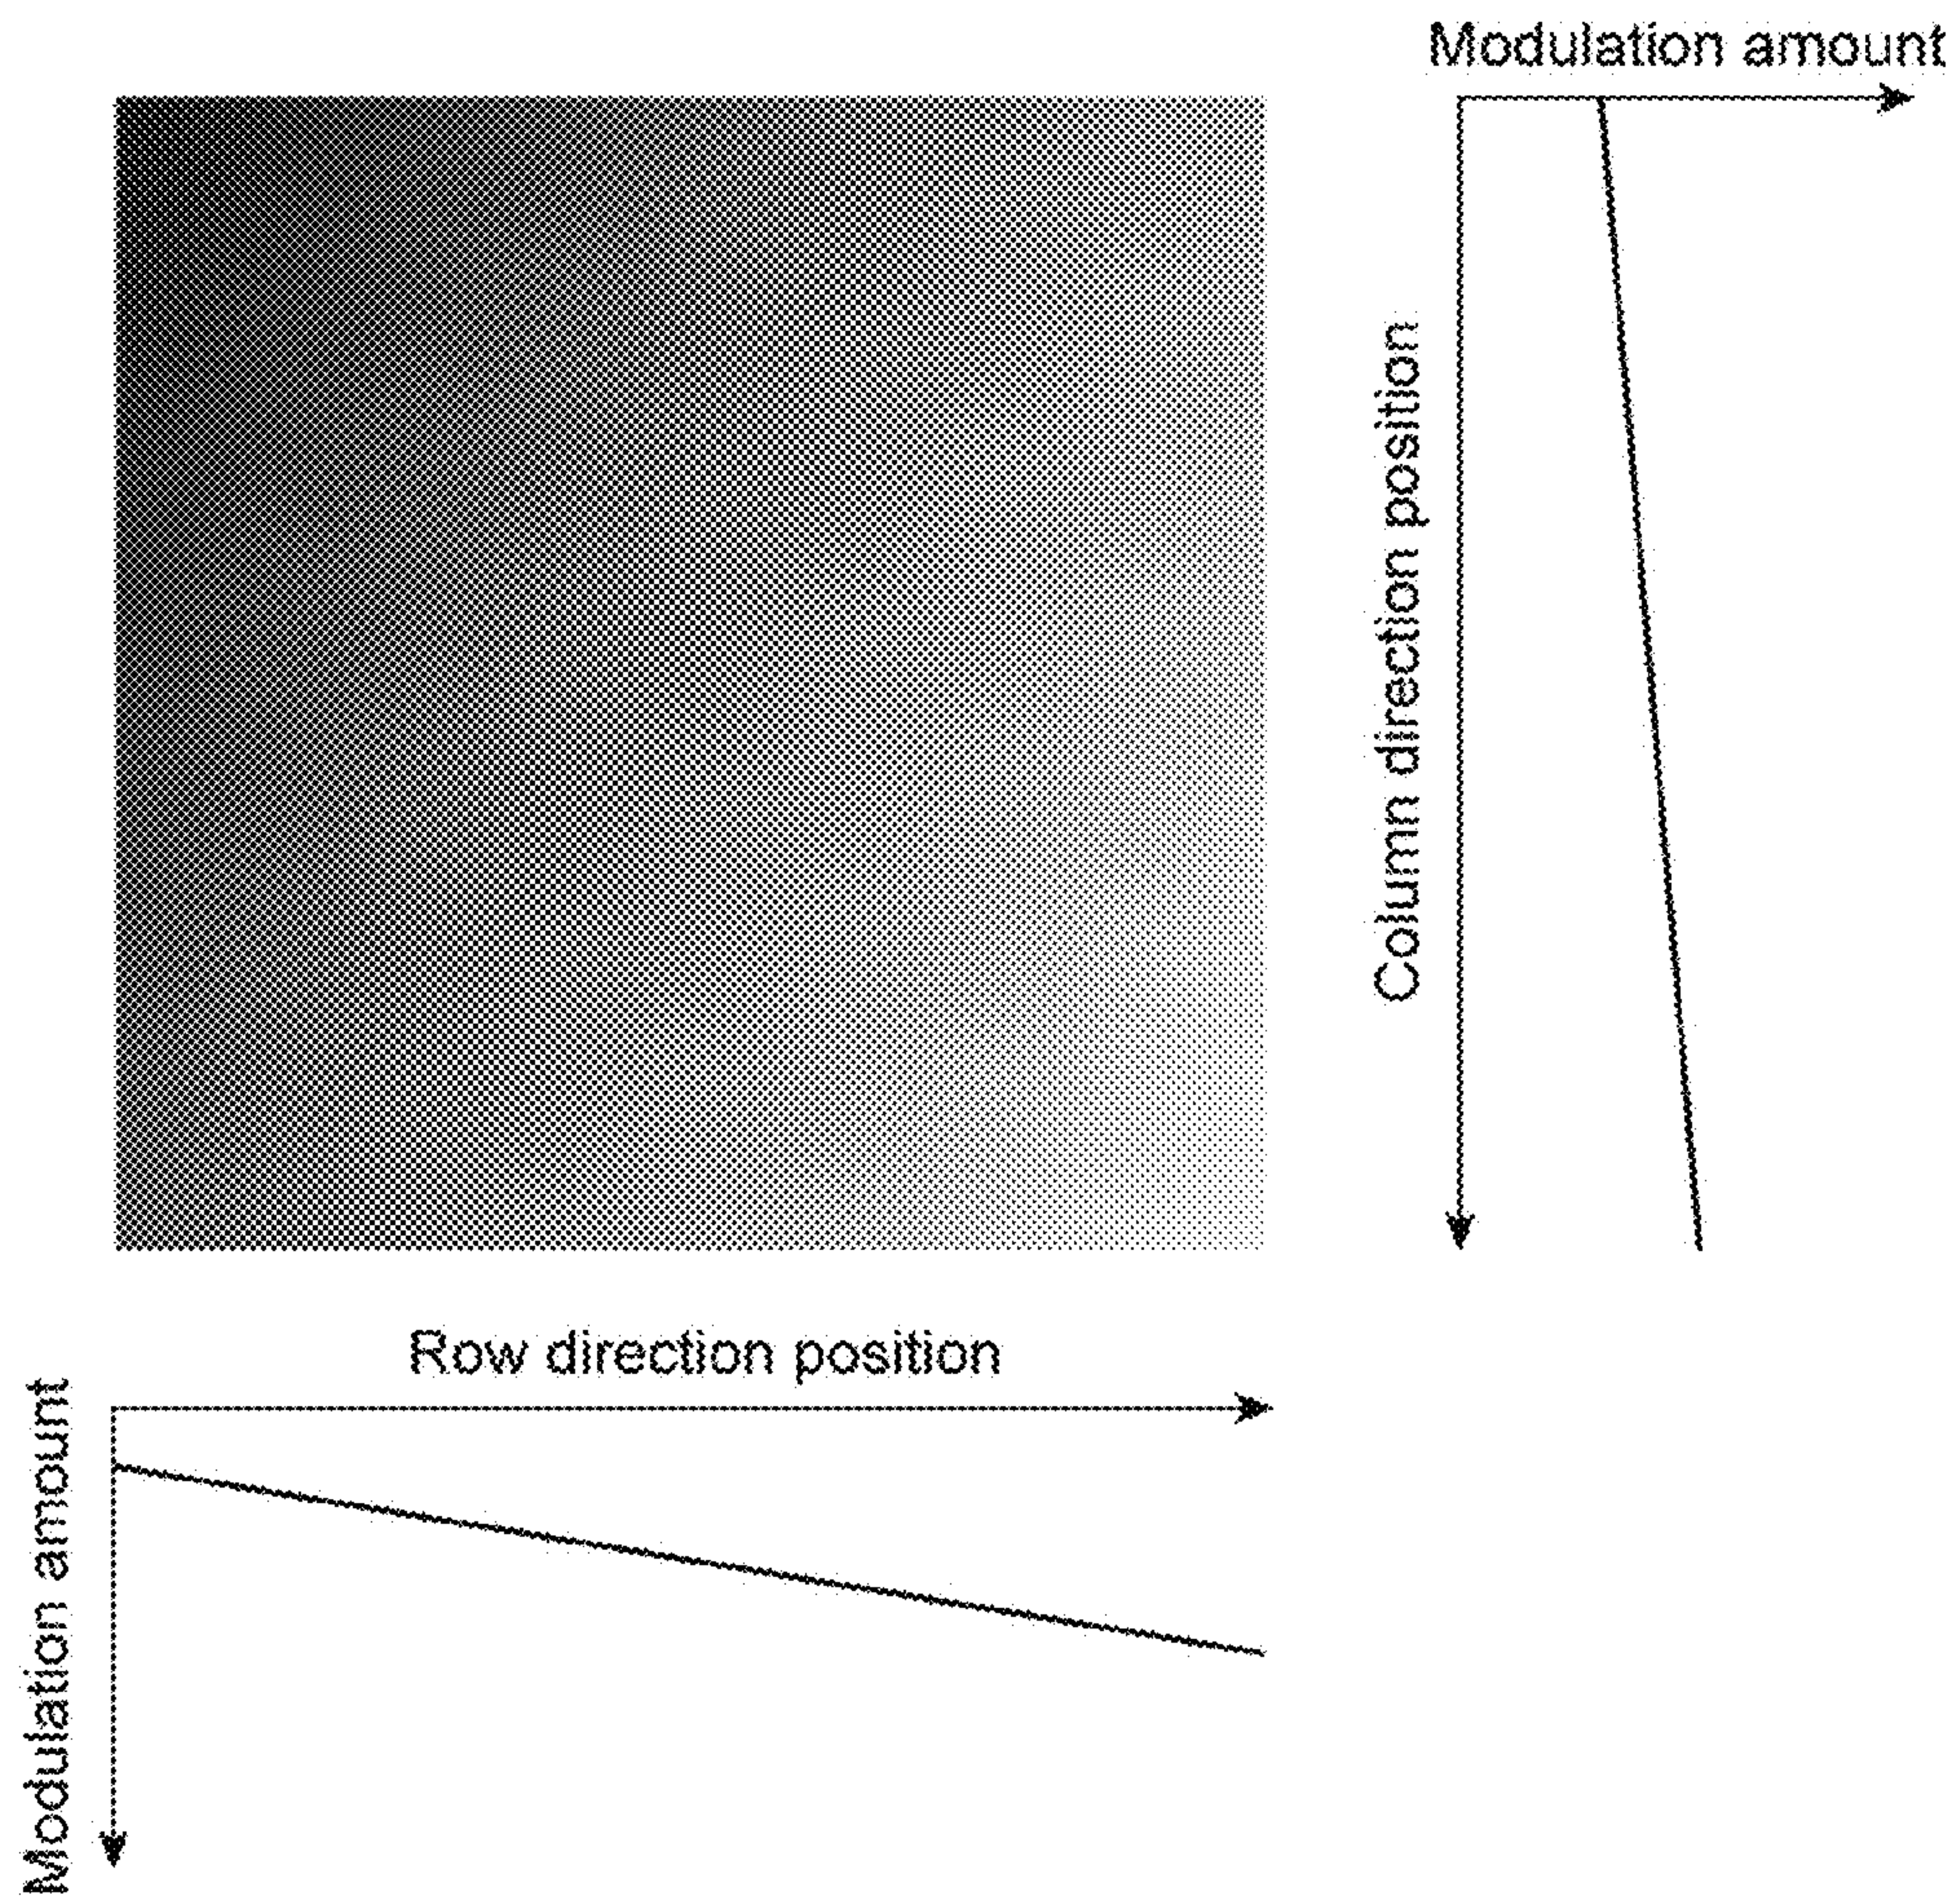 Modulation amount
Column direction position
Row direction position
Modulation amount